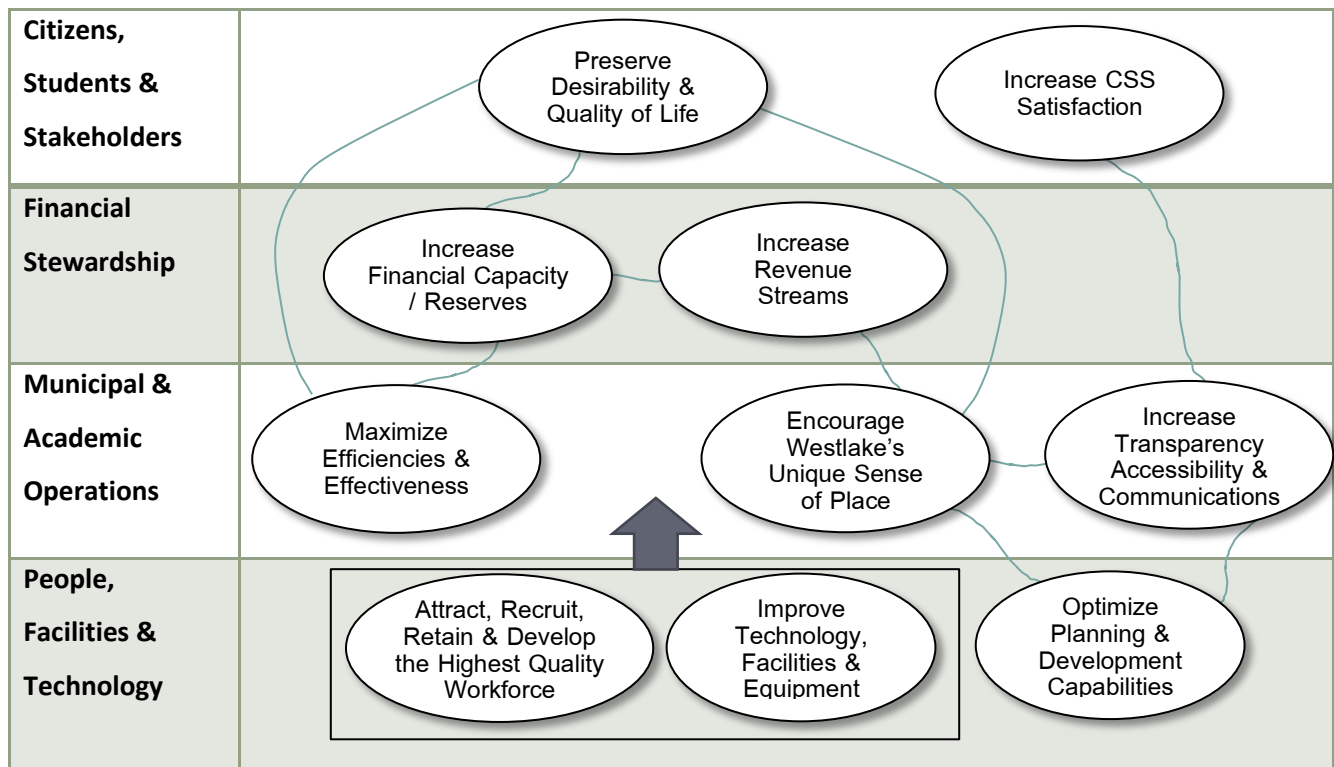 Citizens,
Students &
Stakeholders
Preserve
Desirability &
Quality of Life
Increase CSS
Satisfaction
Financial
Stewardship
Increase
Financial Capacity
/ Reserves
Increase
Revenue
Streams
Municipal &
Academic
Operations
Maximize
Efficiencies &
Effectiveness
Encourage
Westlake's
Unique Sense
of Place
Increase
Transparency
Accessibility &
Communications
People,
Facilities &
Technology
Attract, Recruit,
Retain & Develop
the Highest Quality
Workforce
Improve
Technology,
Facilities &
Equipment
Optimize
Planning &
Development
Capabilities